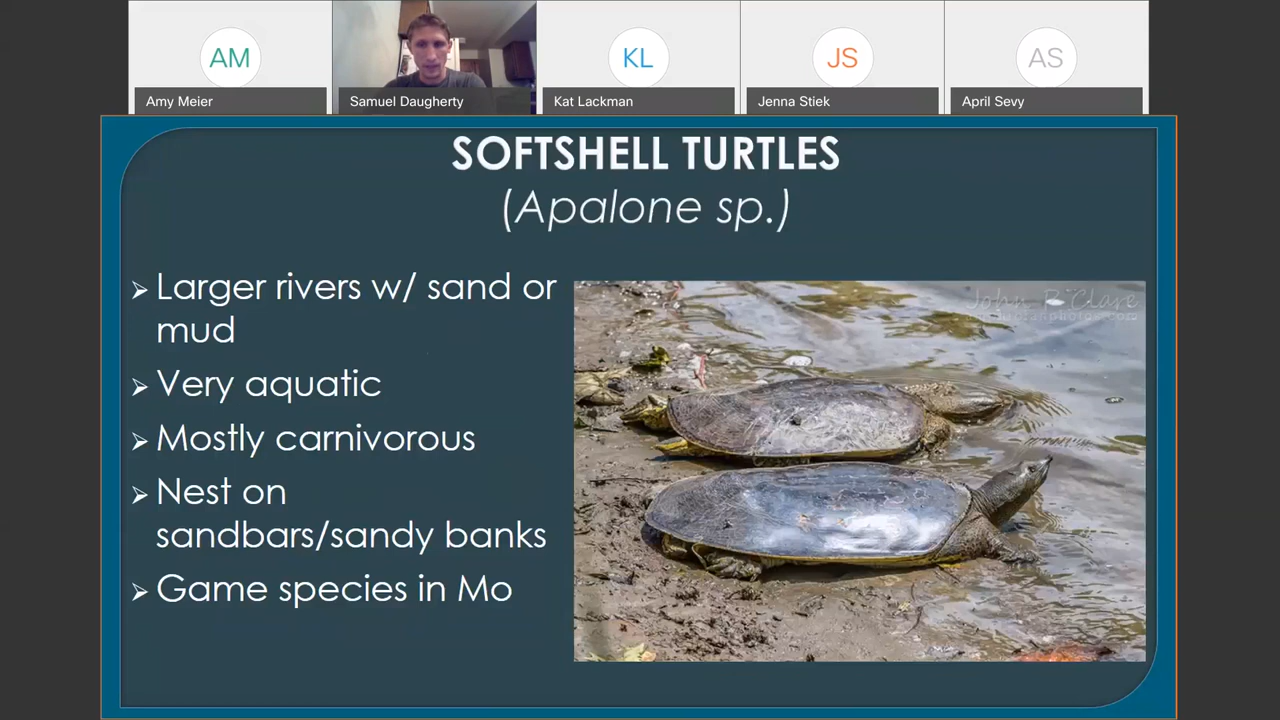 AM
KL
JS
AS
Amy Meier
Samuel Daugherty
Kat Lackman
Jenna Stiek
April Sevy
SOFTSHELL TURTLES
(Apalone sp.)
➢ Larger rivers w/ sand or
mud
➢ Very aquatic
➢ Mostly carnivorous
➢ Nest on
sandbars/sandy banks
➢ Game species in Mo
John P Clare